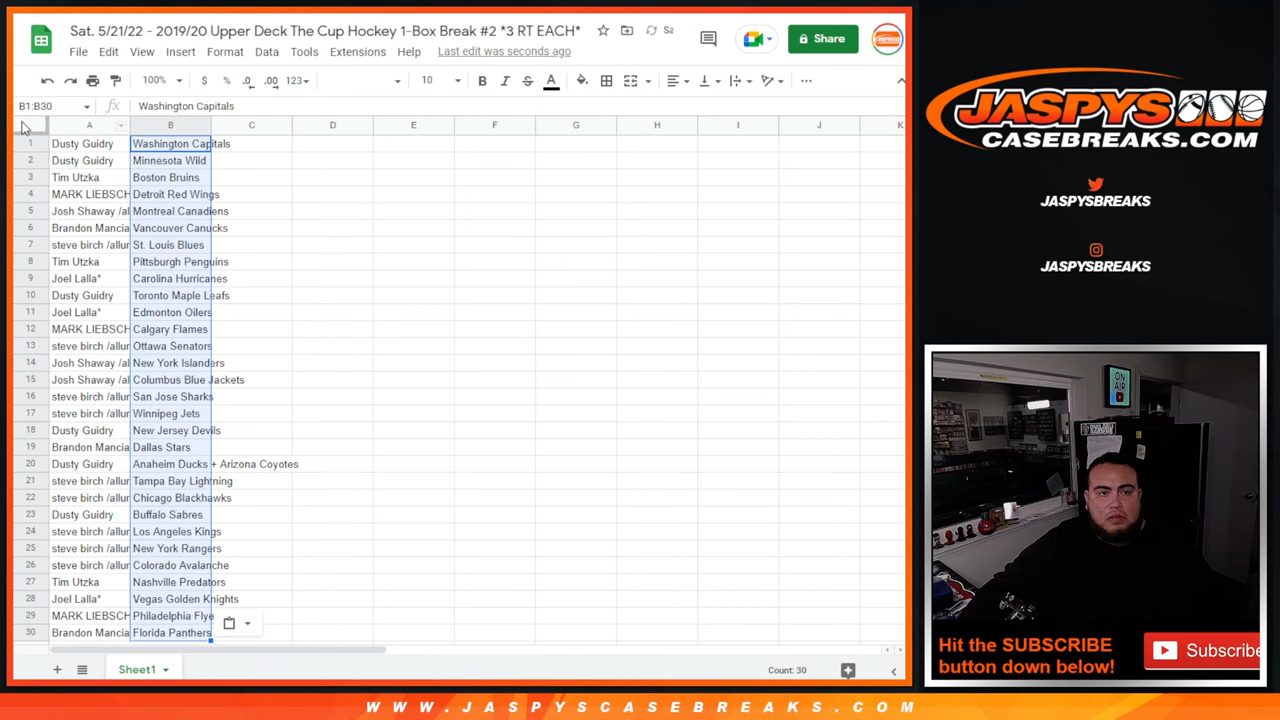 Sat. 5/21/22 - 2019/20 Upper Deck The Cup Hockey 1-Box Break #2 *3 RT EACH*
File Edit View Insert Format Data Tools Extensions Help Last edit was seconds ago
Share
100% $ % .0 .00 123 10 B I S A
B1:B30 fx Washington Capitals
A B C D E F G H I J K
1 Dusty Guidry Washington Capitals
2 Dusty Guidry Minnesota Wild
3 Tim Utzka Boston Bruins
4 MARK LIEBSCH Detroit Red Wings
5 Josh Shaway /al Montreal Canadiens
6 Brandon Mancia Vancouver Canucks
7 steve birch /allur St. Louis Blues
8 Tim Utzka Pittsburgh Penguins
9 Joel Lalla* Carolina Hurricanes
10 Dusty Guidry Toronto Maple Leafs
11 Joel Lalla* Edmonton Oilers
12 MARK LIEBSCH Calgary Flames
13 steve birch /allur Ottawa Senators
14 Josh Shaway /al New York Islanders
15 Josh Shaway /al Columbus Blue Jackets
16 steve birch /allur San Jose Sharks
17 steve birch /allur Winnipeg Jets
18 Dusty Guidry New Jersey Devils
19 Brandon Mancia Dallas Stars
20 Dusty Guidry Anaheim Ducks + Arizona Coyotes
21 steve birch /allur Tampa Bay Lightning
22 steve birch /allur Chicago Blackhawks
23 Dusty Guidry Buffalo Sabres
24 steve birch /allur Los Angeles Kings
25 steve birch /allur New York Rangers
26 steve birch /allur Colorado Avalanche
27 Tim Utzka Nashville Predators
28 Joel Lalla* Vegas Golden Knights
29 MARK LIEBSCH Philadelphia Flye
30 Brandon Mancia Florida Panthers
Sheet1
Count: 30
JASPYS
CASEBREAKS.COM
JASPYSBREAKS
JASPYSBREAKS
ON
AIR
Hit the SUBSCRIBE
button down below!
Subscribe
WWW.JASPYSCASEBREAKS.COM